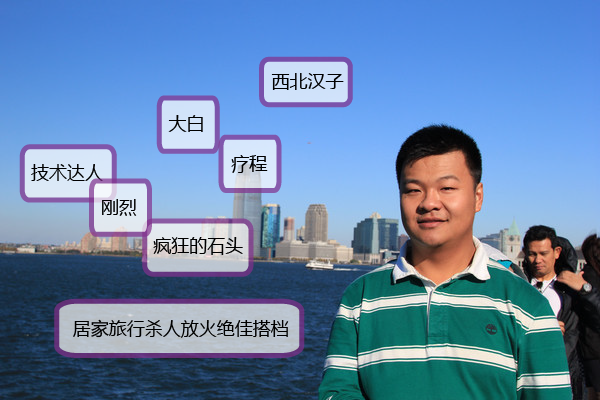 西北汉子
大白
疗程
技术达人
刚烈
疯狂的石头
居家旅行杀人放火绝佳搭档